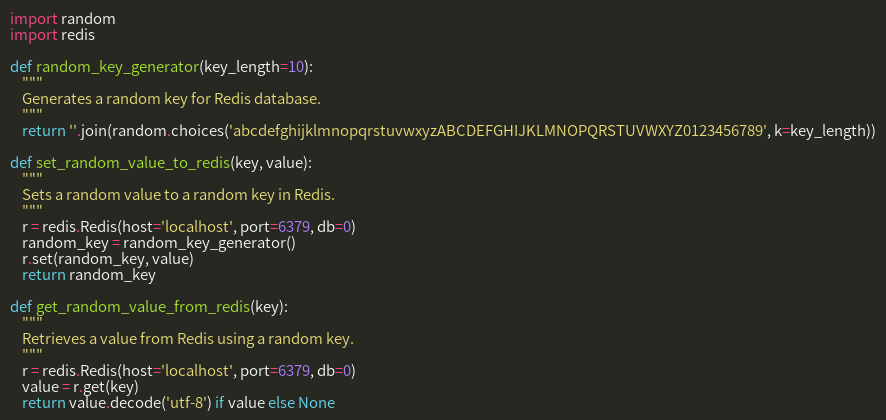 import random
import redis

def random_key_generator(key_length=10):
    """
    Generates a random key for Redis database.
    """
    return ''.join(random.choices('abcdefghijklmnopqrstuvwxyzABCDEFGHIJKLMNOPQRSTUVWXYZ0123456789', k=key_length))

def set_random_value_to_redis(key, value):
    """
    Sets a random value to a random key in Redis.
    """
    r = redis.Redis(host='localhost', port=6379, db=0)
    random_key = random_key_generator()
    r.set(random_key, value)
    return random_key

def get_random_value_from_redis(key):
    """
    Retrieves a value from Redis using a random key.
    """
    r = redis.Redis(host='localhost', port=6379, db=0)
    value = r.get(key)
    return value.decode('utf-8') if value else None